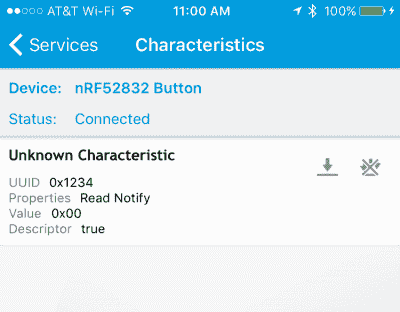 AT&T Wi-Fi 11:00 AM 100%
Services Characteristics
Device: nRF52832 Button
Status: Connected
Unknown Characteristic
UUID 0x1234
Properties Read Notify
Value 0x00
Descriptor true